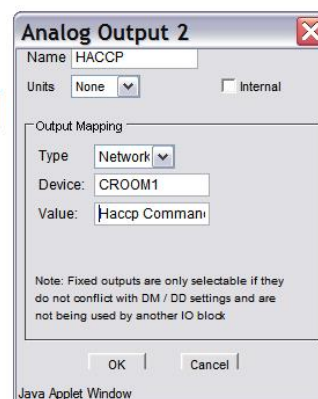 Analog Output 2
Name HACCP
Units None Internal
Output Mapping
Type Network
Device: CROOM1
Value: Haccp Comman
Note: Fixed outputs are only selectable if they
do not conflict with DM / DD settings and are
not being used by another IO block
OK Cancel
Java Applet Window